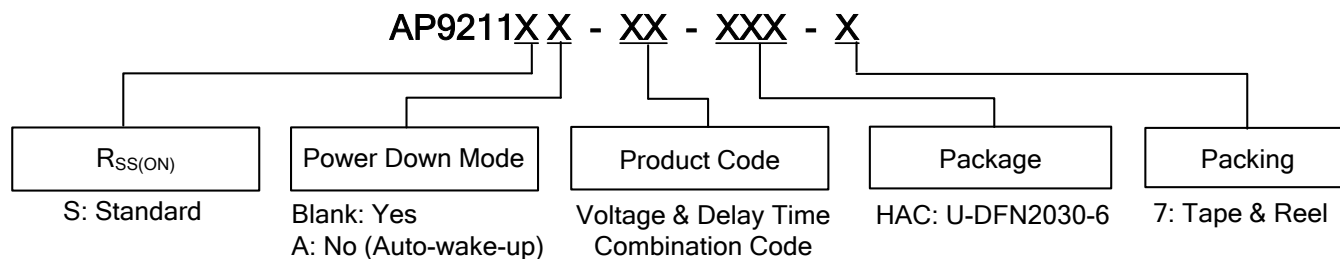 AP9211X X - XX - XXX - X
RSS(ON)
S: Standard
Power Down Mode
Blank: Yes
A: No (Auto-wake-up)
Product Code
Voltage & Delay Time
Combination Code
Package
HAC: U-DFN2030-6
Packing
7: Tape & Reel